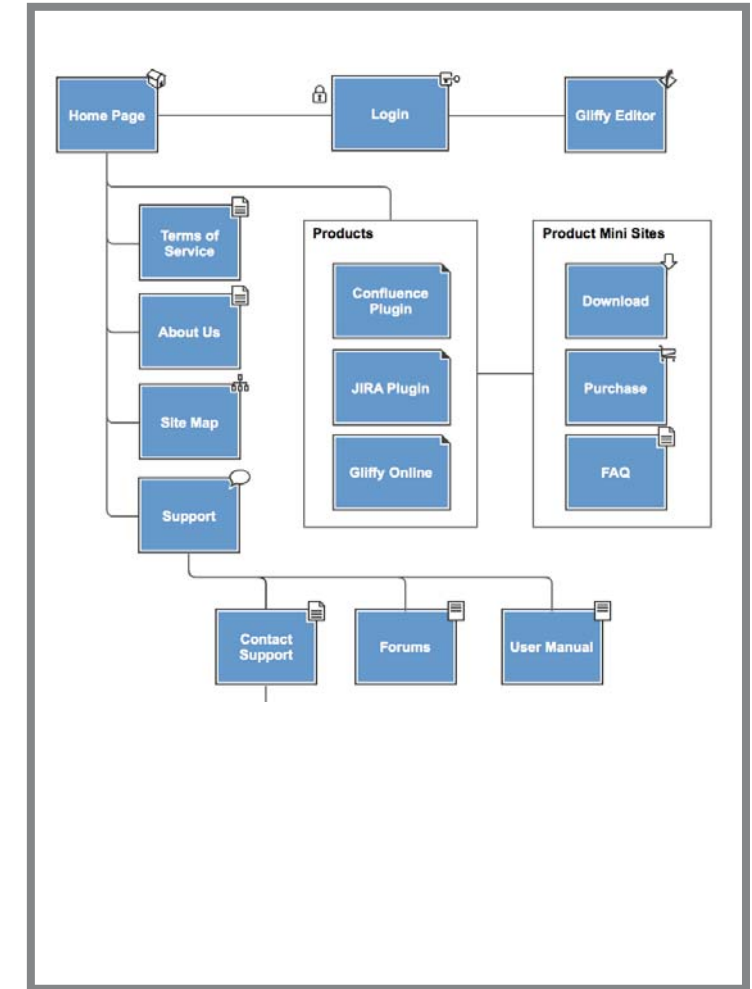 Home Page
Login
Gliffy Editor
Terms of
Service
About Us
Site Map
Support
Products
Confluence
Plugin
JIRA Plugin
Gliffy Online
Product Mini Sites
Download
Purchase
FAQ
Contact
Support
Forums
User Manual